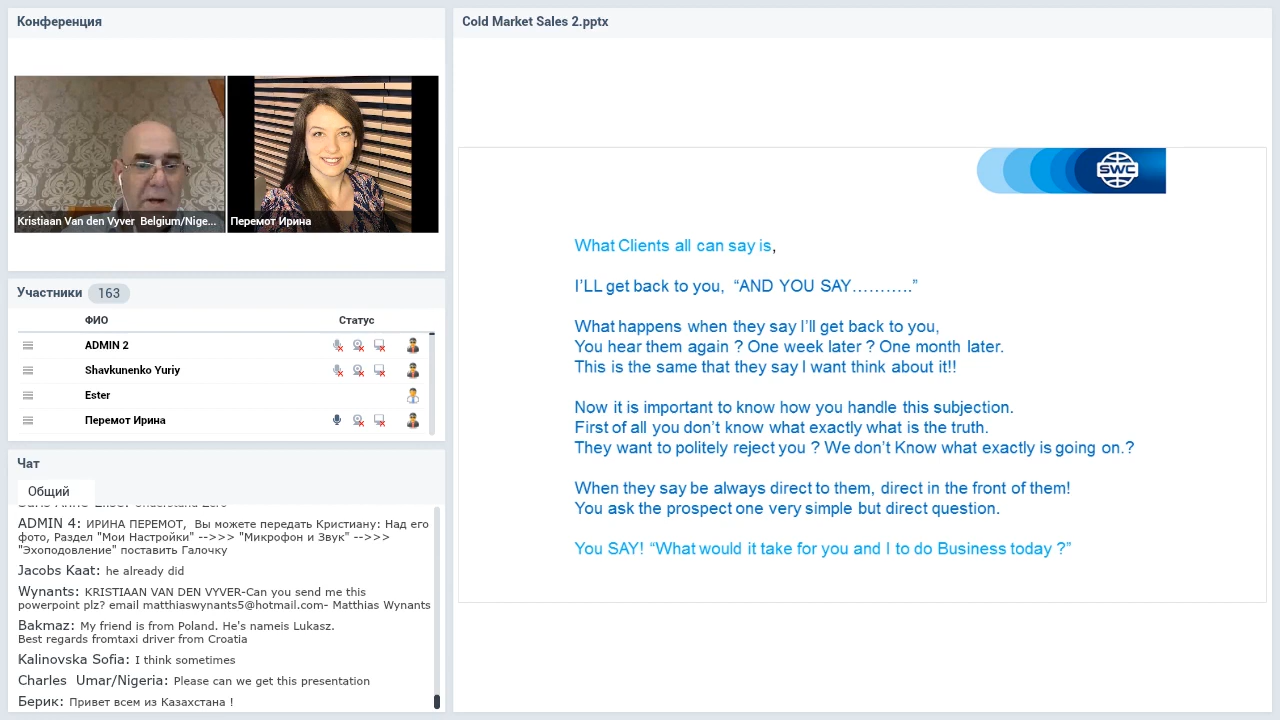 Конференция
Kristiaan Van den Vyver Belgium/Nige...
Перемот Ирина
Участники 163
ФИО Статус
ADMIN 2
Shavkunenko Yuriy
Ester
Перемот Ирина
Чат
Общий
ADMIN 4: ИРИНА ПЕРЕМОТ, Вы можете передать Кристиану: Над его
фото, Раздел "Мои Настройки" -->>> "Микрофон и Звук" -->>>
"Эхоподовление" поставить Галочку
Jacobs Kaat: he already did
Wynants: KRISTIAAN VAN DEN VYVER-Can you send me this
powerpoint plz? email matthiaswynants5@hotmail.com- Matthias Wynants
Bakmaz: My friend is from Poland. He's nameis Lukasz.
Best regards fromtaxi driver from Croatia
Kalinovska Sofia: I think sometimes
Charles Umar/Nigeria: Please can we get this presentation
Берик: Привет всем из Казахстана !
Cold Market Sales 2.pptx
SWC
What Clients all can say is,
I'LL get back to you, “AND YOU SAY………..”
What happens when they say I'll get back to you,
You hear them again ? One week later ? One month later.
This is the same that they say I want think about it!!
Now it is important to know how you handle this subjection.
First of all you don't know what exactly what is the truth.
They want to politely reject you ? We don't Know what exactly is going on.?
When they say be always direct to them, direct in the front of them!
You ask the prospect one very simple but direct question.
You SAY! “What would it take for you and I to do Business today ?”